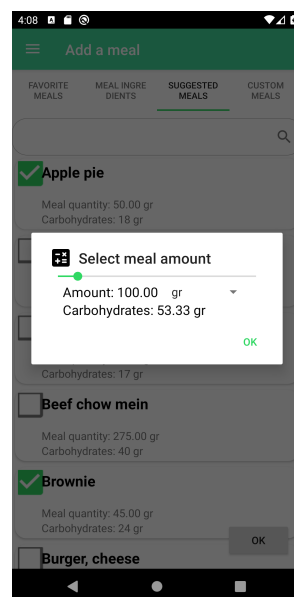 4:08
Add a meal
FAVORITE
MEALS
MEAL INGRE
DIENTS
SUGGESTED
MEALS
CUSTOM
MEALS
Apple pie
Meal quantity: 50.00 gr
Carbohydrates: 18 gr
Select meal amount
Amount: 100.00 gr
Carbohydrates: 53.33 gr
OK
Carbohydrates: 17 gr
Beef chow mein
Meal quantity: 275.00 gr
Carbohydrates: 40 gr
Brownie
Meal quantity: 45.00 gr
Carbohydrates: 24 gr
OK
Burger, cheese